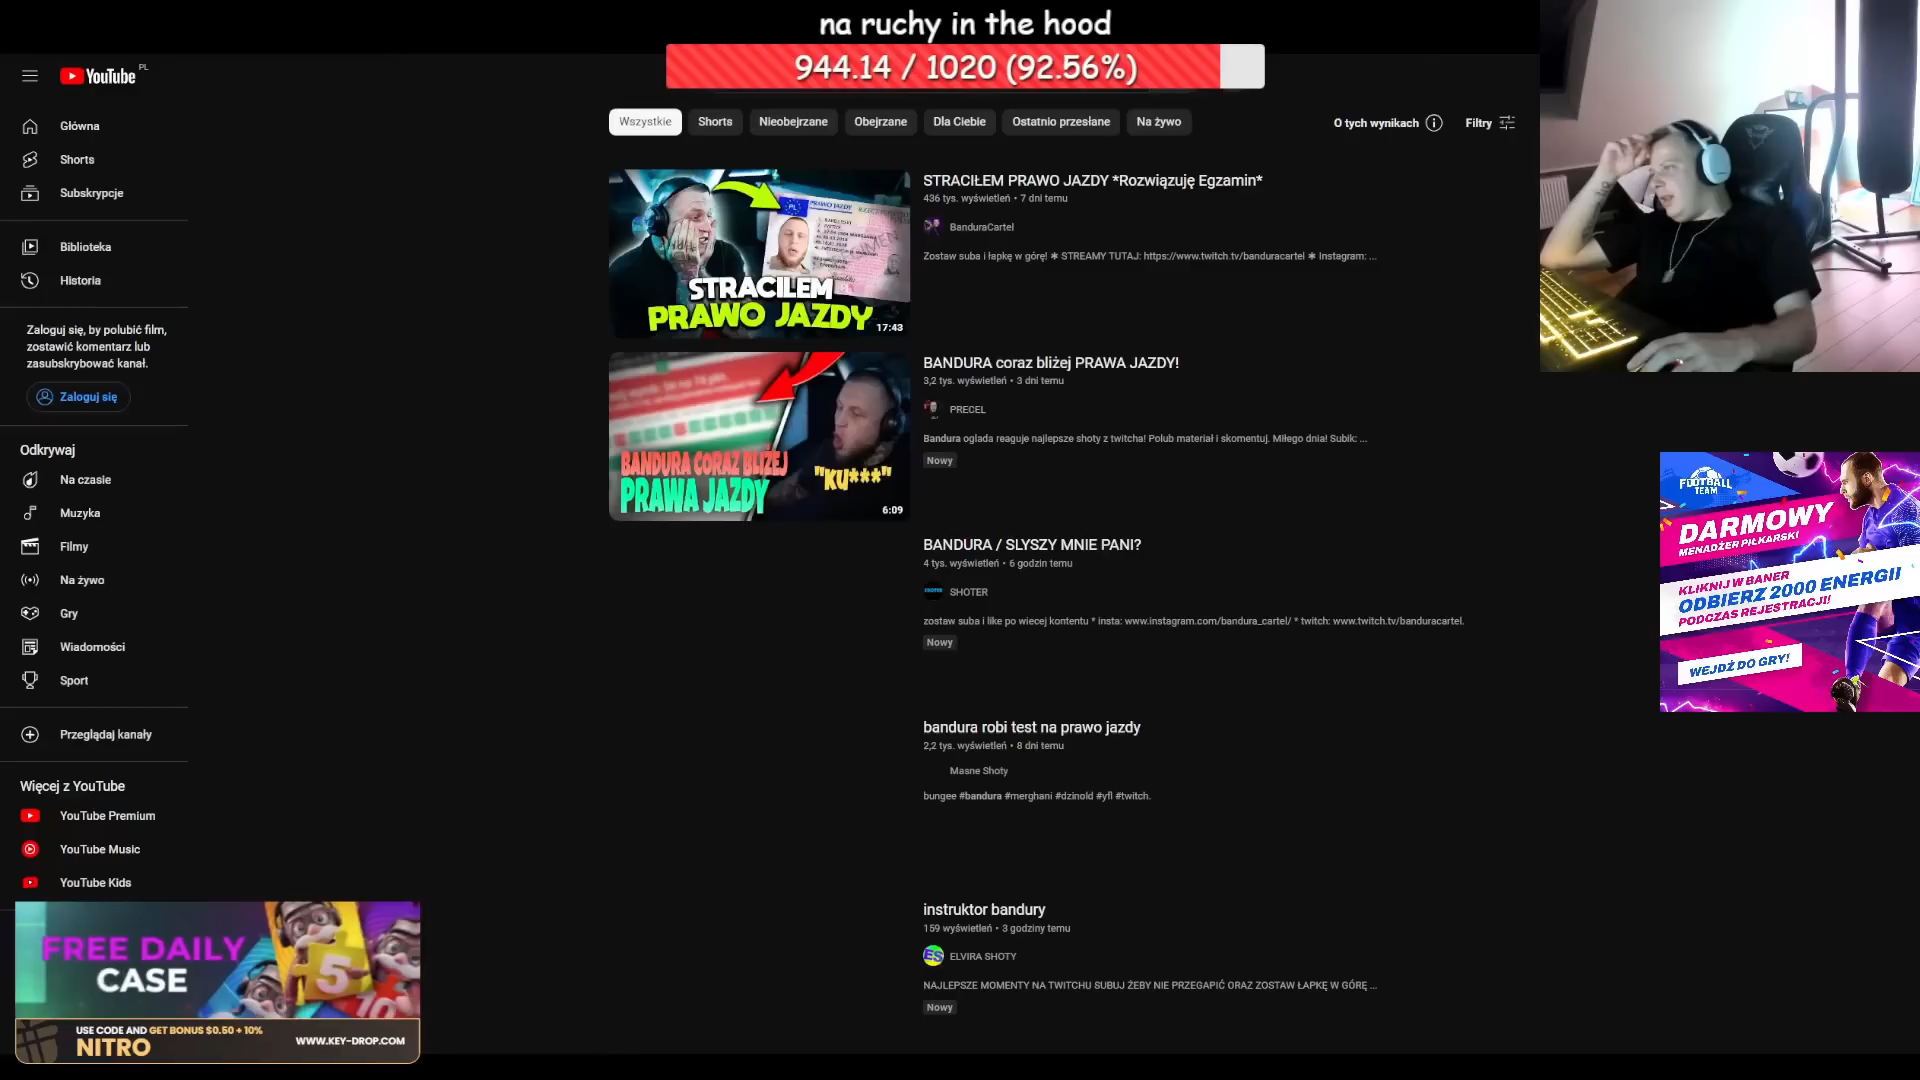 na ruchy in the hood
944.14 / 1020 (92.56%)
YouTube PL
Główna
Shorts
Subskrypcje
Biblioteka
Historia
Zaloguj się, by polubić film,
zostawić komentarz lub
zasubskrybować kanał.
Zaloguj się
Odkrywaj
Na czasie
Muzyka
Filmy
Na żywo
Gry
Wiadomości
Sport
Przeglądaj kanały
Więcej z YouTube
YouTube Premium
YouTube Music
YouTube Kids
Wszystkie
Shorts
Nieobejrzane
Obejrzane
Dla Ciebie
Ostatnio przesłane
Na żywo
O tych wynikach
Filtry
PRAWO JAZDY
STRACIŁEM
PRAWO JAZDY
17:43
STRACIŁEM PRAWO JAZDY *Rozwiązuję Egzamin*
436 tys. wyświetleń • 7 dni temu
BanduraCartel
Zostaw suba i łapkę w górę! ✱ STREAMY TUTAJ: https://www.twitch.tv/banduracartel ✱ Instagram: ...
BANDURA CORAZ BLIŻEJ
PRAWA JAZDY
"KU***"
6:09
BANDURA coraz bliżej PRAWA JAZDY!
3,2 tys. wyświetleń • 3 dni temu
PRECEL
Bandura oglada reaguje najlepsze shoty z twitcha! Polub materiał i skomentuj. Miłego dnia! Subik: ...
Nowy
BANDURA / SLYSZY MNIE PANI?
4 tys. wyświetleń • 6 godzin temu
SHOTER
zostaw suba i like po wiecej kontentu * insta: www.instagram.com/bandura_cartel/ * twitch: www.twitch.tv/banduracartel.
Nowy
bandura robi test na prawo jazdy
2,2 tys. wyświetleń • 8 dni temu
Masne Shoty
bungee #bandura #merghani #dzinold #yfl #twitch.
instruktor bandury
159 wyświetleń • 3 godziny temu
ES
ELVIRA SHOTY
NAJLEPSZE MOMENTY NA TWITCHU SUBUJ ŻEBY NIE PRZEGAPIĆ ORAZ ZOSTAW ŁAPKĘ W GÓRĘ ...
Nowy
FOOTBALL
TEAM
DARMOWY
MENADŻER PIŁKARSKI
KLIKNIJ W BANER
ODBIERZ 2000 ENERGII
PODCZAS REJESTRACJI!
WEJDŹ DO GRY!
FREE DAILY
CASE
5
10
USE CODE AND GET BONUS $0.50 + 10%
NITRO
WWW.KEY-DROP.COM